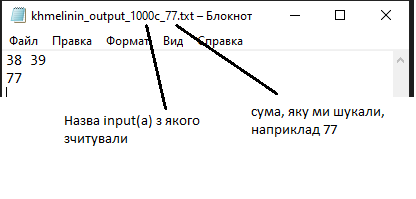 khmelinin_output_1000c_77.txt – Блокнот
Файл Правка Формат Вид Справка
38 39
77
Назва input(а) з якого
зчитували
сума, яку ми шукали,
наприклад 77